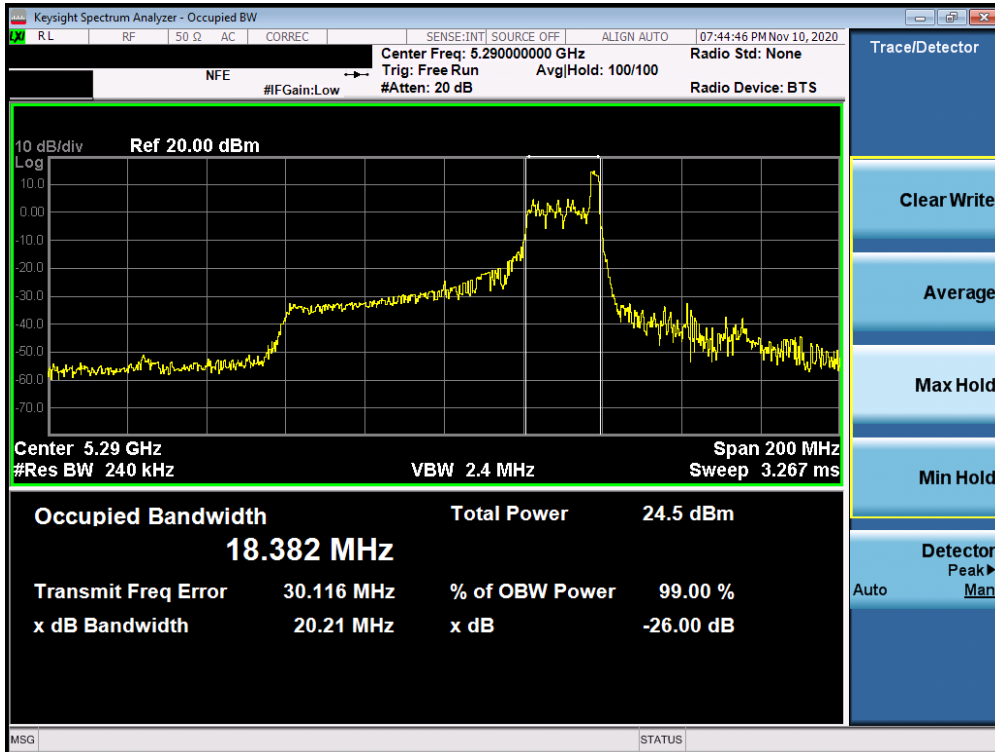 Keysight Spectrum Analyzer - Occupied BW
LXI RL RF 50 Ω AC CORREC SENSE:INT SOURCE OFF ALIGN AUTO 07:44:46 PM Nov 10, 2020
Center Freq: 5.290000000 GHz Radio Std: None
NFE Trig: Free Run Avg|Hold: 100/100
#IFGain:Low #Atten: 20 dB Radio Device: BTS
10 dB/div Ref 20.00 dBm
Log
10.0
0.00
-10.0
-20.0
-30.0
-40.0
-50.0
-60.0
-70.0
Center 5.29 GHz Span 200 MHz
#Res BW 240 kHz VBW 2.4 MHz Sweep 3.267 ms
Occupied Bandwidth Total Power 24.5 dBm
18.382 MHz
Transmit Freq Error 30.116 MHz % of OBW Power 99.00 %
x dB Bandwidth 20.21 MHz x dB -26.00 dB
MSG STATUS
Trace/Detector
Clear Write
Average
Max Hold
Min Hold
Detector
Peak▶
Auto Man